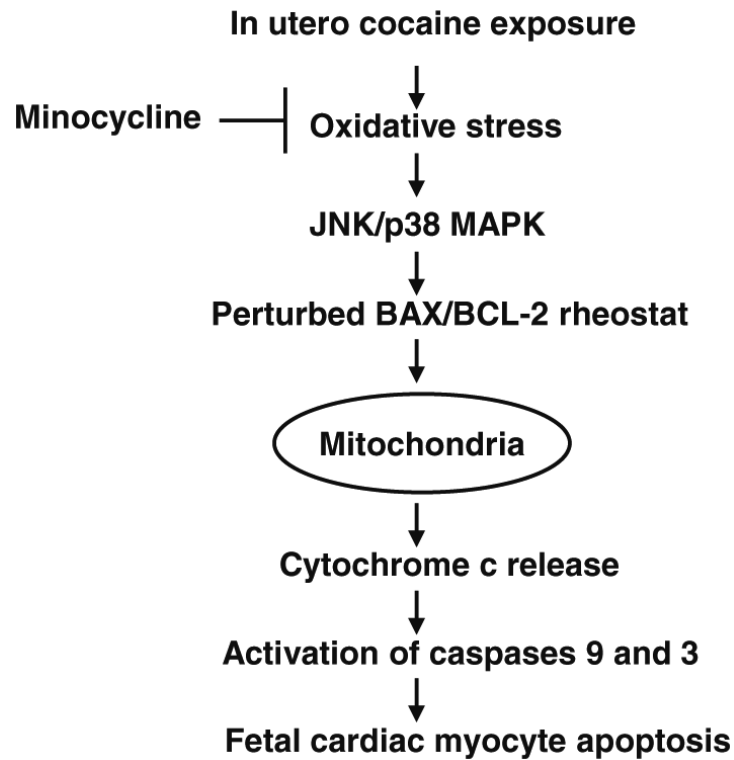 In utero cocaine exposure
Minocycline
Oxidative stress
JNK/p38 MAPK
Perturbed BAX/BCL-2 rheostat
Mitochondria
Cytochrome c release
Activation of caspases 9 and 3
Fetal cardiac myocyte apoptosis